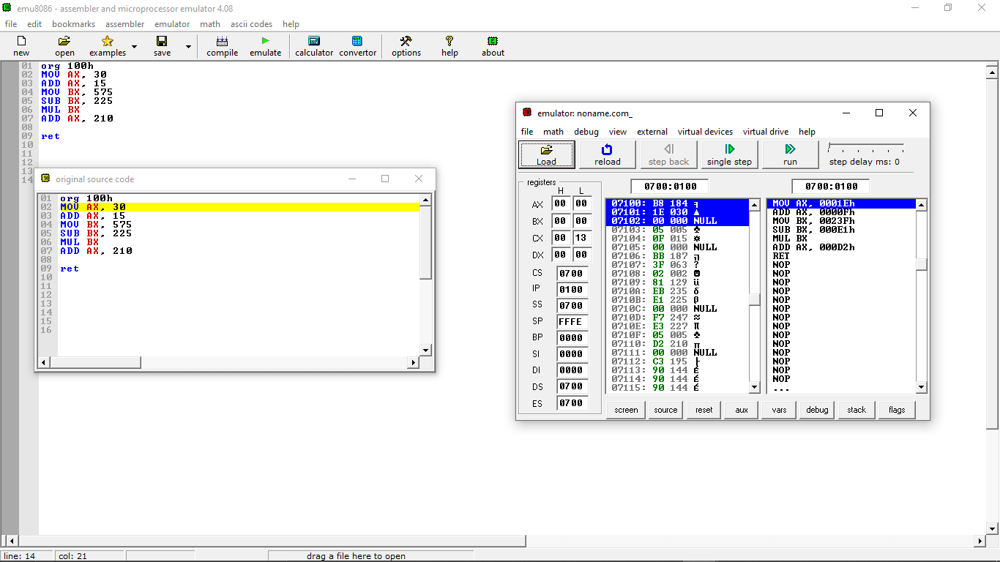 emu8086 - assembler and microprocessor emulator 4.08
file edit bookmarks assembler emulator math ascii codes help
new open examples save compile emulate calculator convertor options help about
01 org 100h
02 MOV AX, 30
03 ADD AX, 15
04 MOV BX, 575
05 SUB BX, 225
06 MUL BX
07 ADD AX, 210
08
09 ret
10
11
12
13
14
original source code
01 org 100h
02 MOV AX, 30
03 ADD AX, 15
04 MOV BX, 575
05 SUB BX, 225
06 MUL BX
07 ADD AX, 210
08
09 ret
10
11
12
13
14
15
16
emulator: noname.com_
file math debug view external virtual devices virtual drive help
Load reload step back single step run step delay ms: 0
registers
H L
AX 00 00
BX 00 00
CX 00 13
DX 00 00
CS 0700
IP 0100
SS 0700
SP FFFE
BP 0000
SI 0000
DI 0000
DS 0700
ES 0700
0700:0100
07100: B8 184 ╕
07101: 1E 030 ▲
07102: 00 000 NULL
07103: 05 005 ♣
07104: 0F 015 ☼
07105: 00 000 NULL
07106: BB 187 ╗
07107: 3F 063 ?
07108: 02 002 ☻
07109: 81 129 ü
0710A: EB 235 δ
0710B: E1 225 ß
0710C: 00 000 NULL
0710D: F7 247 ≈
0710E: E3 227 π
0710F: 05 005 ♣
07110: D2 210 ╥
07111: 00 000 NULL
07112: C3 195 ├
07113: 90 144 É
07114: 90 144 É
07115: 90 144 É
0700:0100
MOV AX, 0001Eh
ADD AX, 0000Fh
MOV BX, 0023Fh
SUB BX, 000E1h
MUL BX
ADD AX, 000D2h
RET
NOP
NOP
NOP
NOP
NOP
NOP
NOP
NOP
NOP
NOP
NOP
NOP
NOP
NOP
...
screen source reset aux vars debug stack flags
line: 14 col: 21 drag a file here to open